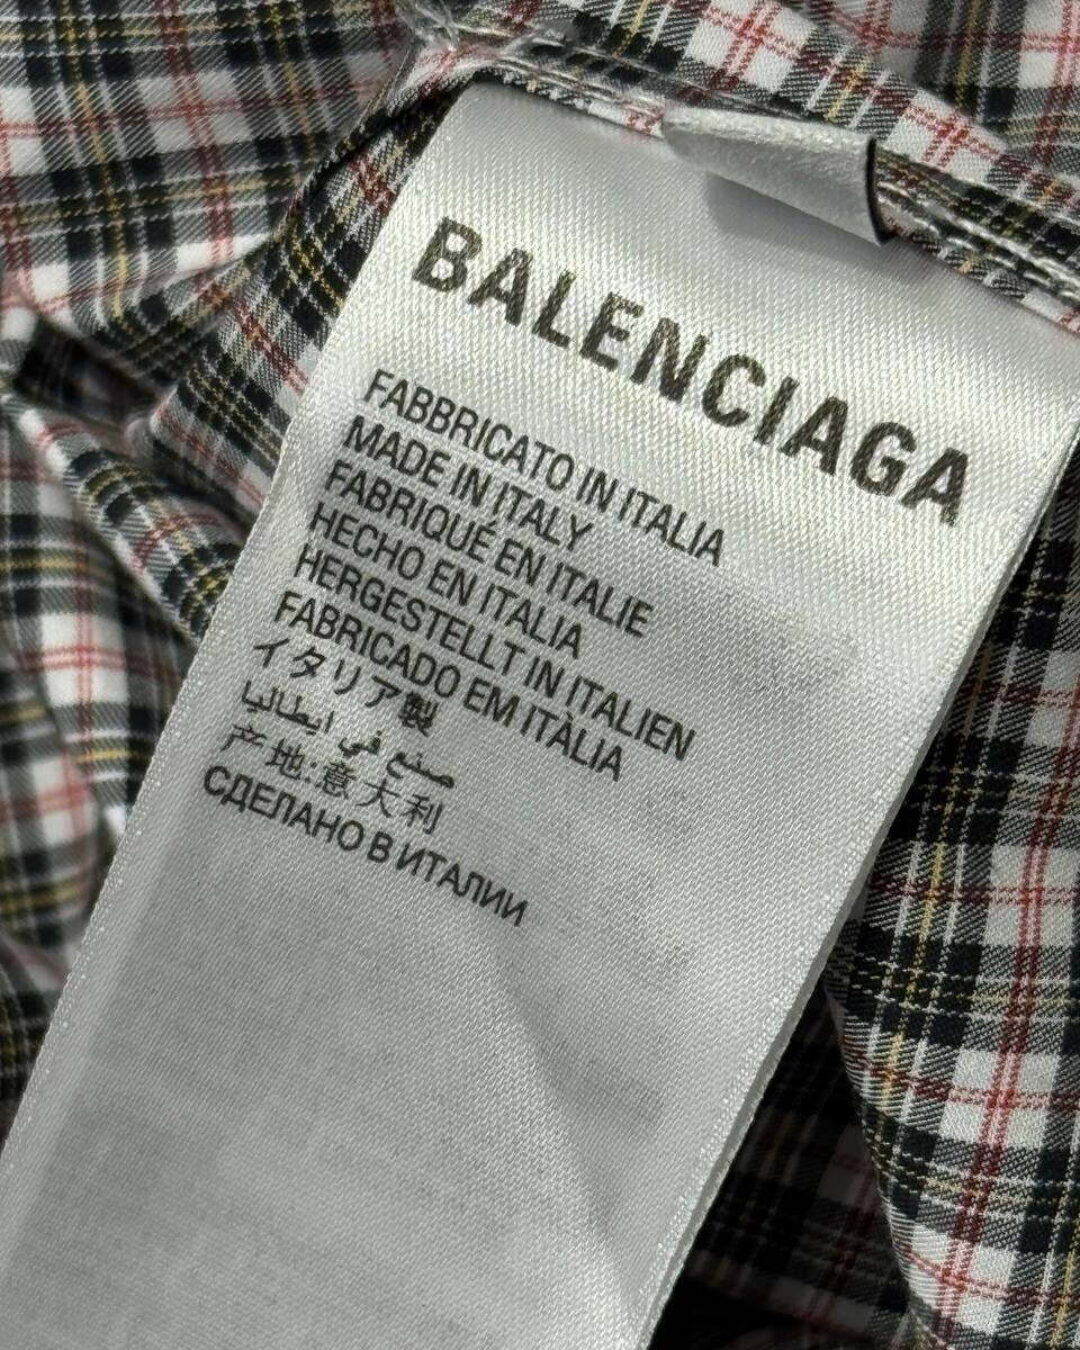 BALENCIAGA
FABBRICATO IN ITALIA
MADE IN ITALY
FABRIQUÉ EN ITALIE
HECHO EN ITALIA
HERGESTELLT IN ITALIEN
FABRICADO EM ITÀLIA
イタリア製
صنع في ايطاليا
产地:意大利
СДЕЛАНО В ИТАЛИИ